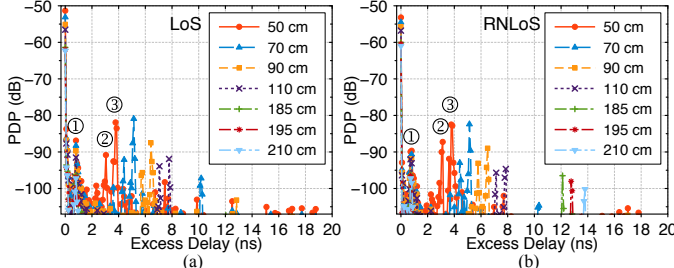 LoS
PDP (dB)
−50
−60
−70
−80
−90
−100
50 cm
70 cm
90 cm
110 cm
185 cm
195 cm
210 cm
①
②
③
0 2 4 6 8 10 12 14 16 18 20
Excess Delay (ns)
(a)
RNLoS
PDP (dB)
−50
−60
−70
−80
−90
−100
50 cm
70 cm
90 cm
110 cm
185 cm
195 cm
210 cm
①
②
③
0 2 4 6 8 10 12 14 16 18 20
Excess Delay (ns)
(b)